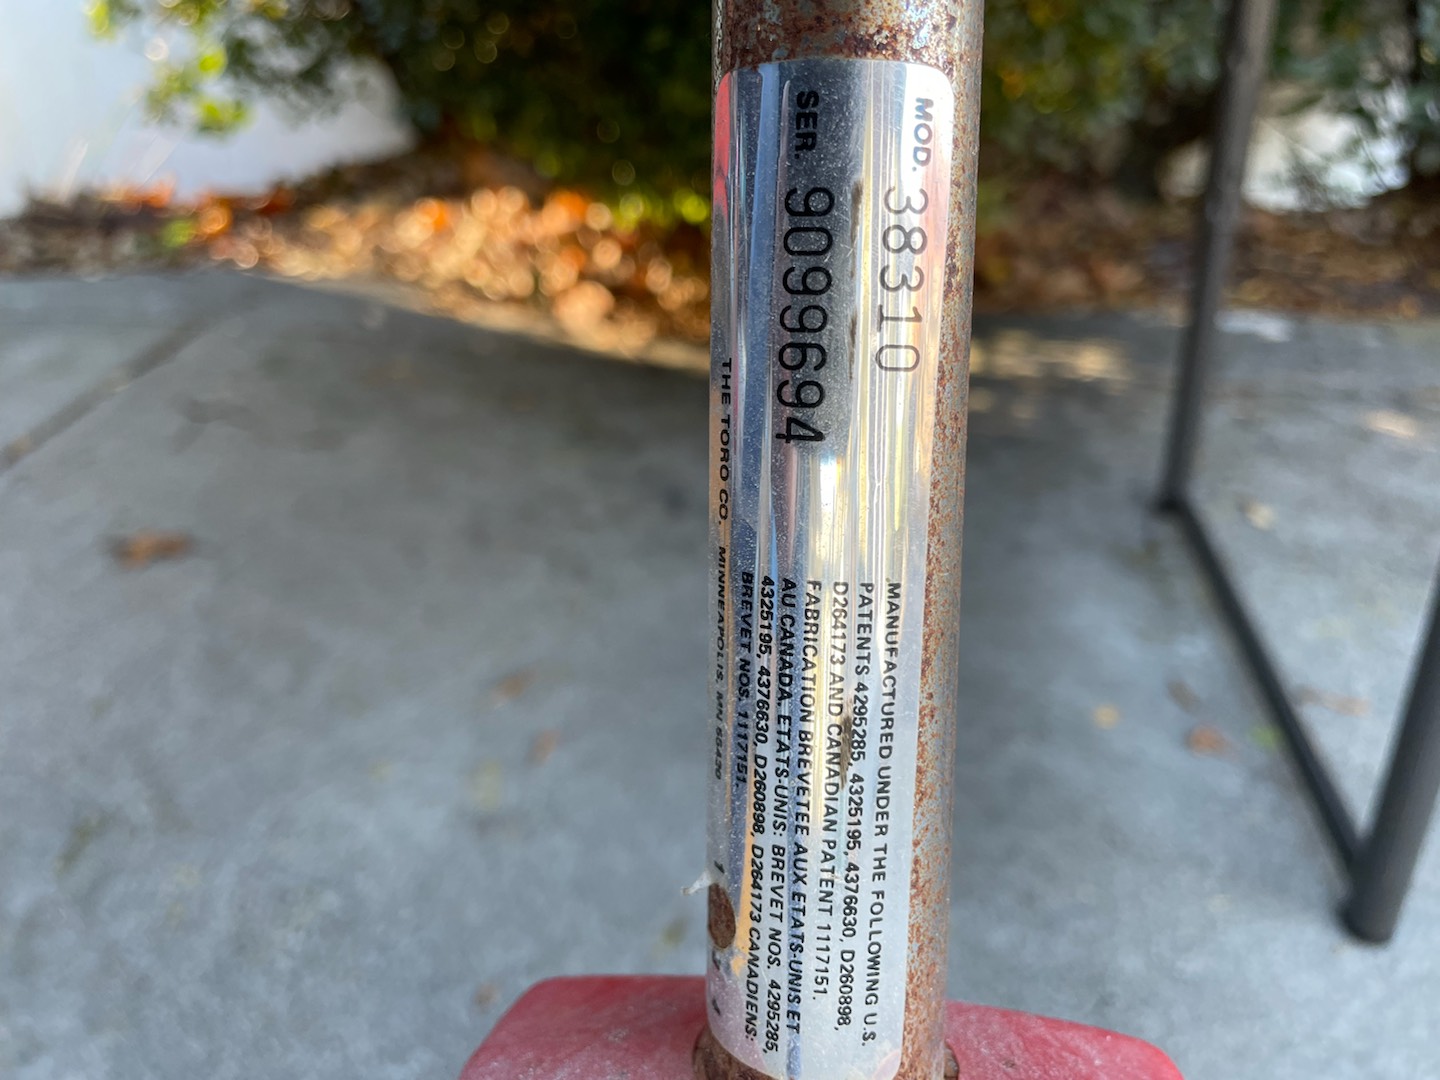 MOD. 38310
SER. 9099694
MANUFACTURED UNDER THE FOLLOWING U.S.
PATENTS 4295285, 4325195, 4376630, D260898,
D264173 AND CANADIAN PATENT 1117151.
FABRICATION BREVETEE AUX ETATS-UNIS ET
AU CANADA. ETATS-UNIS: BREVET NOS. 4295285,
4325195, 4376630, D260898, D264173 CANADIENS:
BREVET NOS. 1117151.
THE TORO CO. MINNEAPOLIS, MN 55420